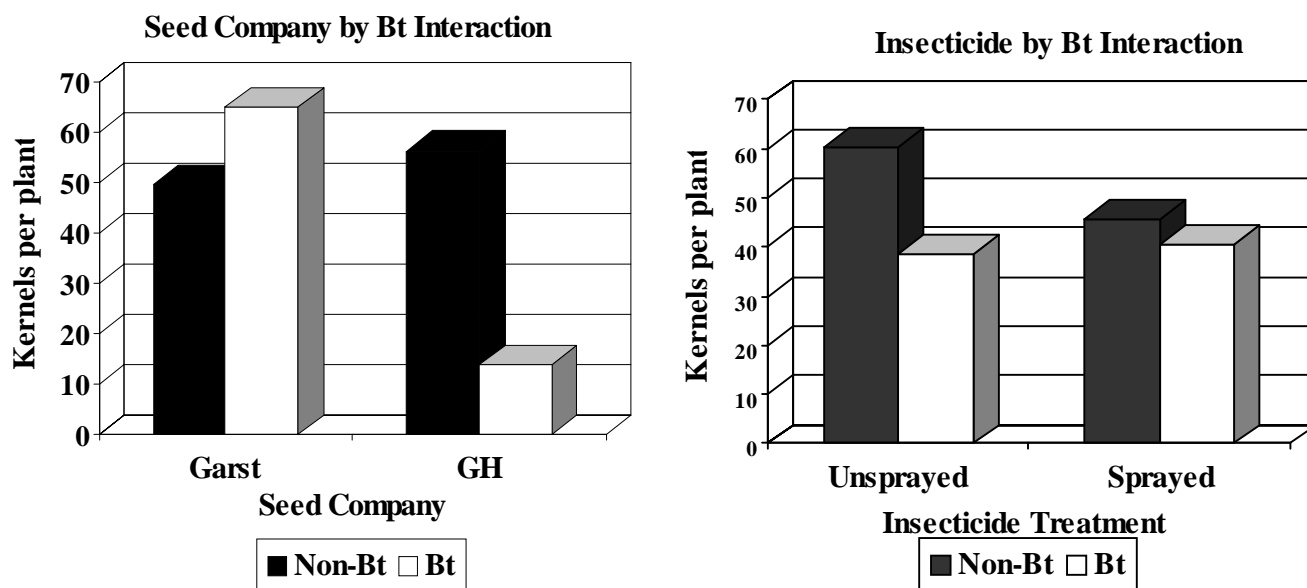 Seed Company by Bt Interaction
Kernels per plant
70
60
50
40
30
20
10
0
Garst GH
Seed Company
Non-Bt Bt
Insecticide by Bt Interaction
Kernels per plant
70
60
50
40
30
20
10
0
Unsprayed Sprayed
Insecticide Treatment
Non-Bt Bt